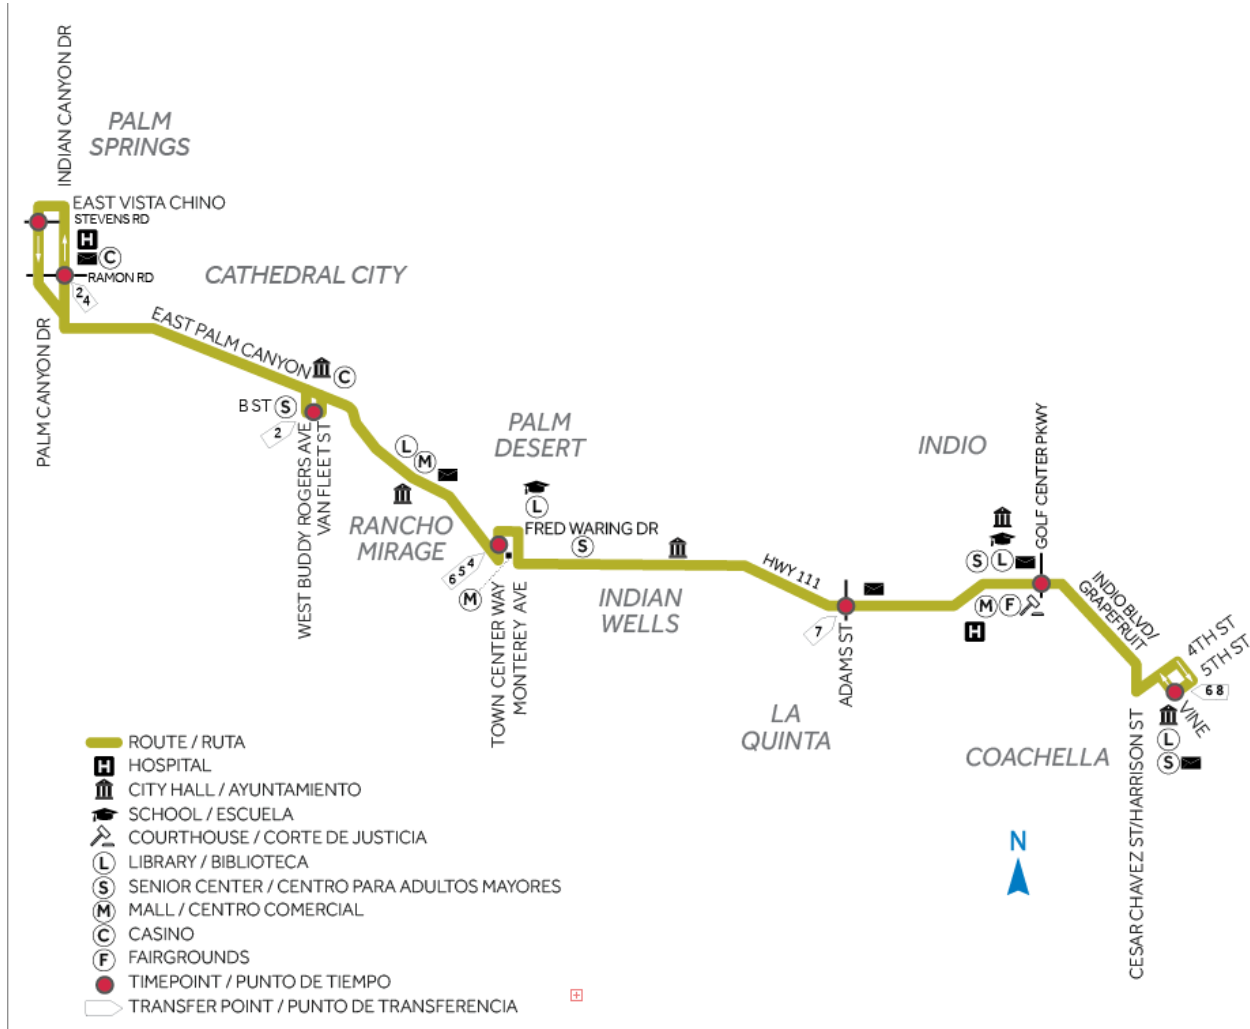 INDIAN CANYON DR
PALM
SPRINGS
EAST VISTA CHINO
STEVENS RD
H
C
RAMON RD
2
4
CATHEDRAL CITY
PALM CANYON DR
EAST PALM CANYON
C
B ST S
2
WEST BUDDY ROGERS AVE
VAN FLEET ST
L
M
RANCHO
MIRAGE
PALM
DESERT
L
FRED WARING DR
S
6 5 4
M
TOWN CENTER WAY
MONTEREY AVE
INDIAN
WELLS
HWY 111
7
ADAMS ST
LA
QUINTA
INDIO
GOLF CENTER PKWY
S L
M F
H
INDIO BLVD/
GRAPEFRUIT
4TH ST
5TH ST
6 8
VINE
L
S
COACHELLA
CESAR CHAVEZ ST/HARRISON ST
N
ROUTE / RUTA
H HOSPITAL
CITY HALL / AYUNTAMIENTO
SCHOOL / ESCUELA
COURTHOUSE / CORTE DE JUSTICIA
L LIBRARY / BIBLIOTECA
S SENIOR CENTER / CENTRO PARA ADULTOS MAYORES
M MALL / CENTRO COMERCIAL
C CASINO
F FAIRGROUNDS
TIMEPOINT / PUNTO DE TIEMPO
TRANSFER POINT / PUNTO DE TRANSFERENCIA